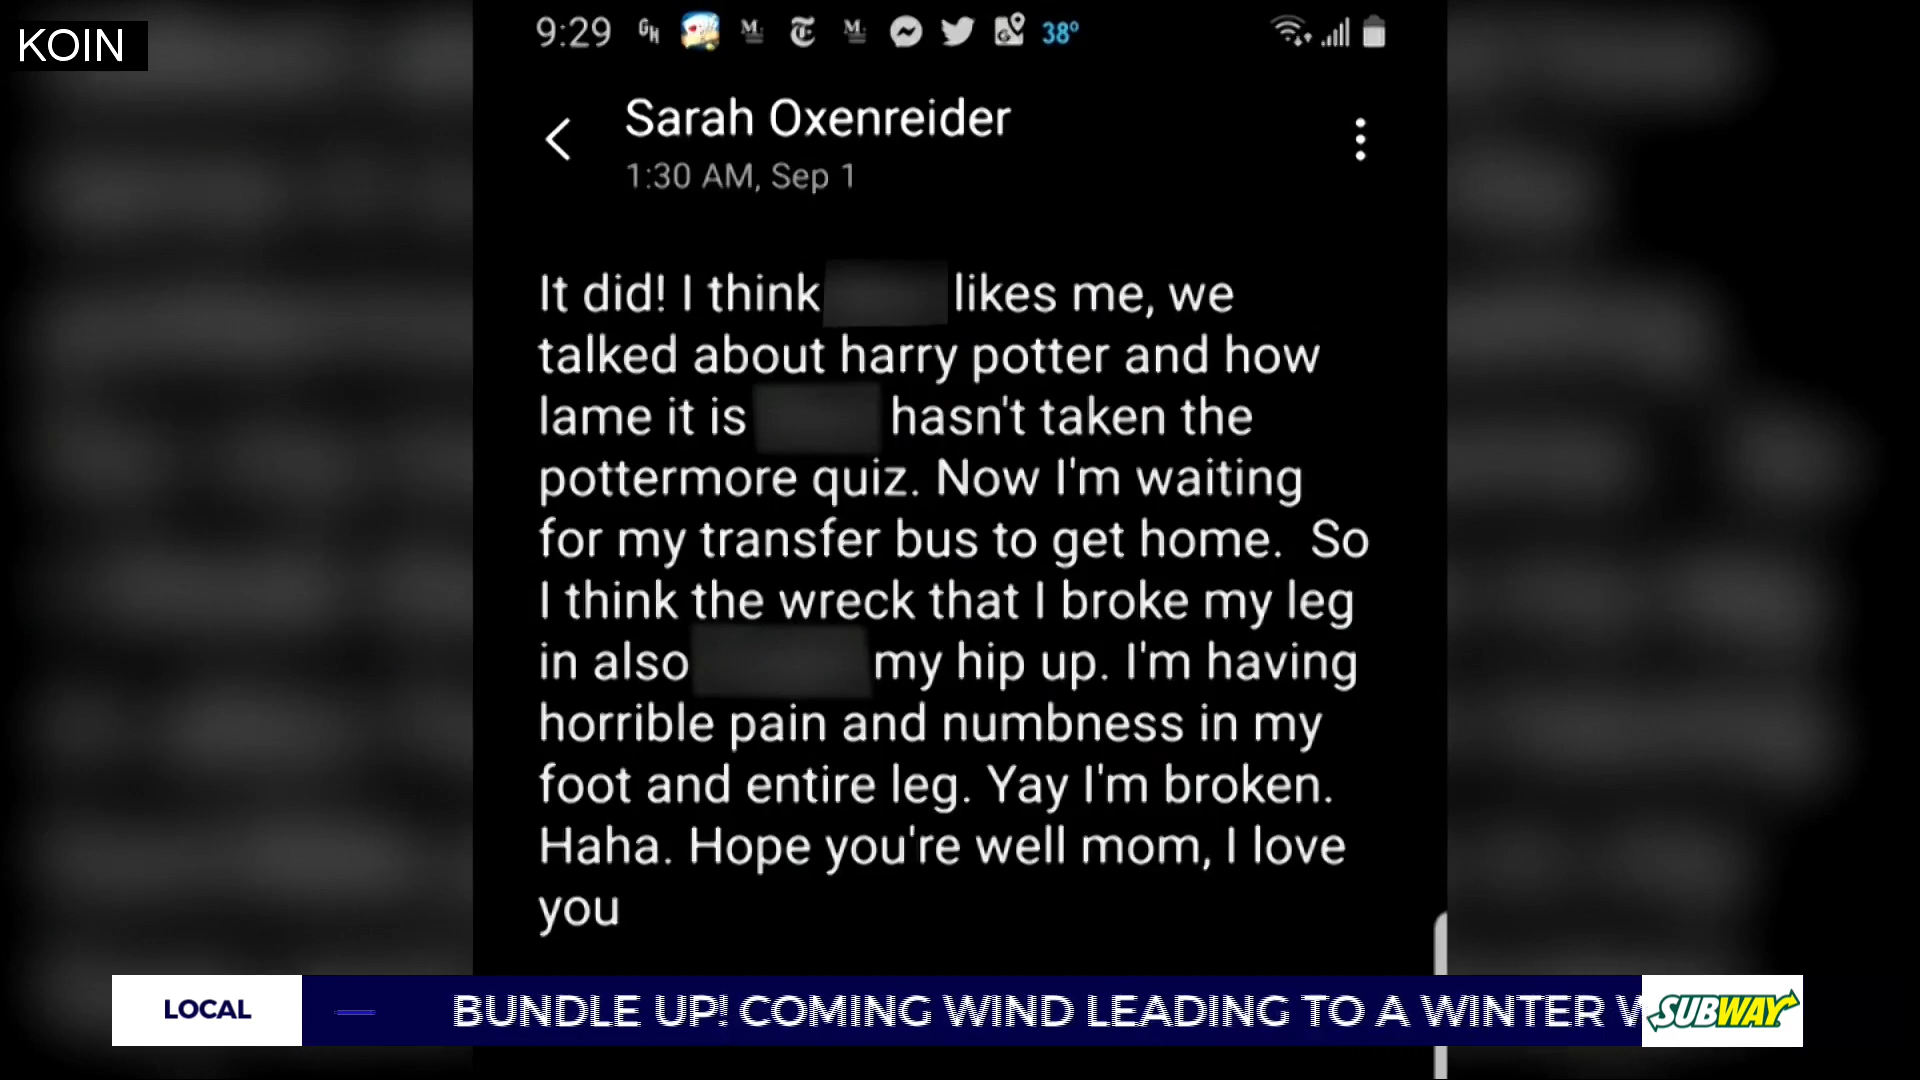 KOIN
9:29
38°
Sarah Oxenreider
1:30 AM, Sep 1
It did! I think likes me, we
talked about harry potter and how
lame it is hasn't taken the
pottermore quiz. Now I'm waiting
for my transfer bus to get home.  So
I think the wreck that I broke my leg
in also my hip up. I'm having
horrible pain and numbness in my
foot and entire leg. Yay I'm broken.
Haha. Hope you're well mom, I love
you
LOCAL
BUNDLE UP! COMING WIND LEADING TO A WINTER
SUBWAY